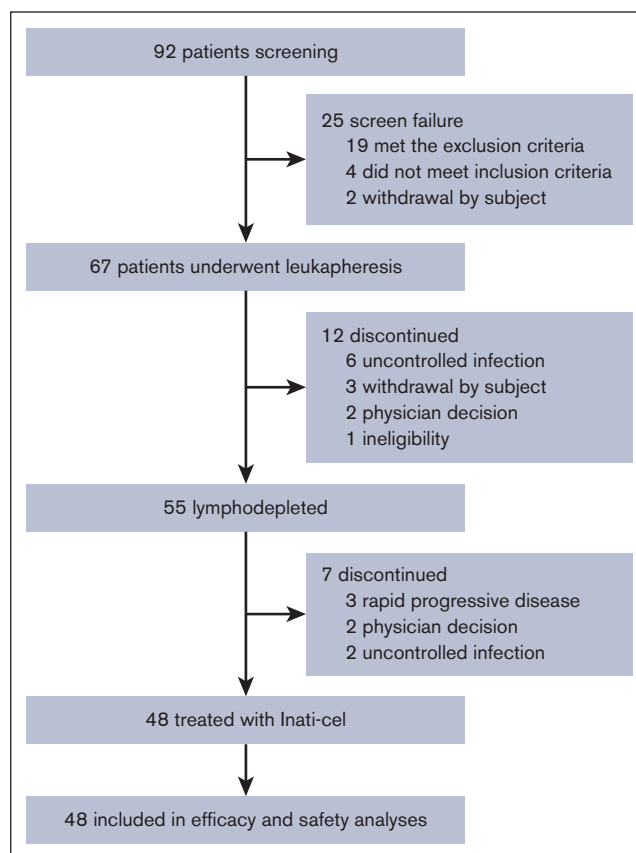 92 patients screening
25 screen failure
19 met the exclusion criteria
4 did not meet inclusion criteria
2 withdrawal by subject
67 patients underwent leukapheresis
12 discontinued
6 uncontrolled infection
3 withdrawal by subject
2 physician decision
1 ineligibility
55 lymphodepleted
7 discontinued
3 rapid progressive disease
2 physician decision
2 uncontrolled infection
48 treated with Inati-cel
48 included in efficacy and safety analyses